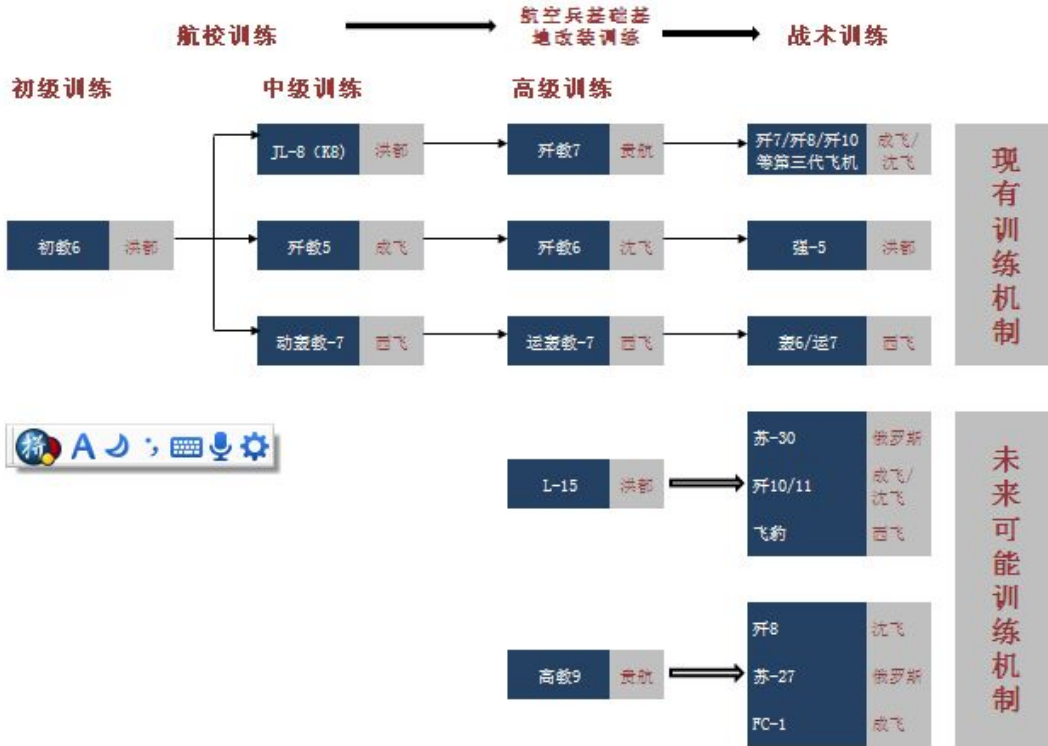 航校训练
航空兵基础基
地改装训练
战术训练
初级训练
中级训练
高级训练
JL-8 (K8)
洪都
歼教7
贵航
歼7/歼8/歼10
等第三代飞机
成飞/
沈飞
初教6
洪都
歼教5
成飞
歼教6
沈飞
强-5
洪都
动轰教-7
西飞
运轰教-7
西飞
轰6/运7
西飞
现有训练机制
拼
A
L-15
洪都
苏-30
俄罗斯
歼10/11
成飞/
沈飞
飞豹
西飞
高教9
贵航
歼8
沈飞
苏-27
俄罗斯
FC-1
成飞
未来可能训练机制